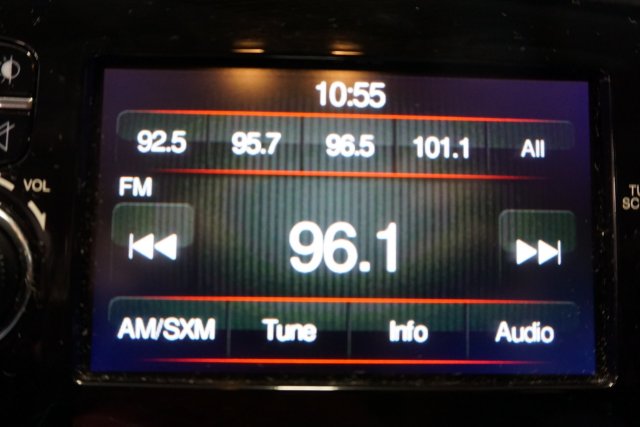 10:55
92.5 95.7 96.5 101.1 All
FM
VOL
96.1
AM/SXM Tune Info Audio